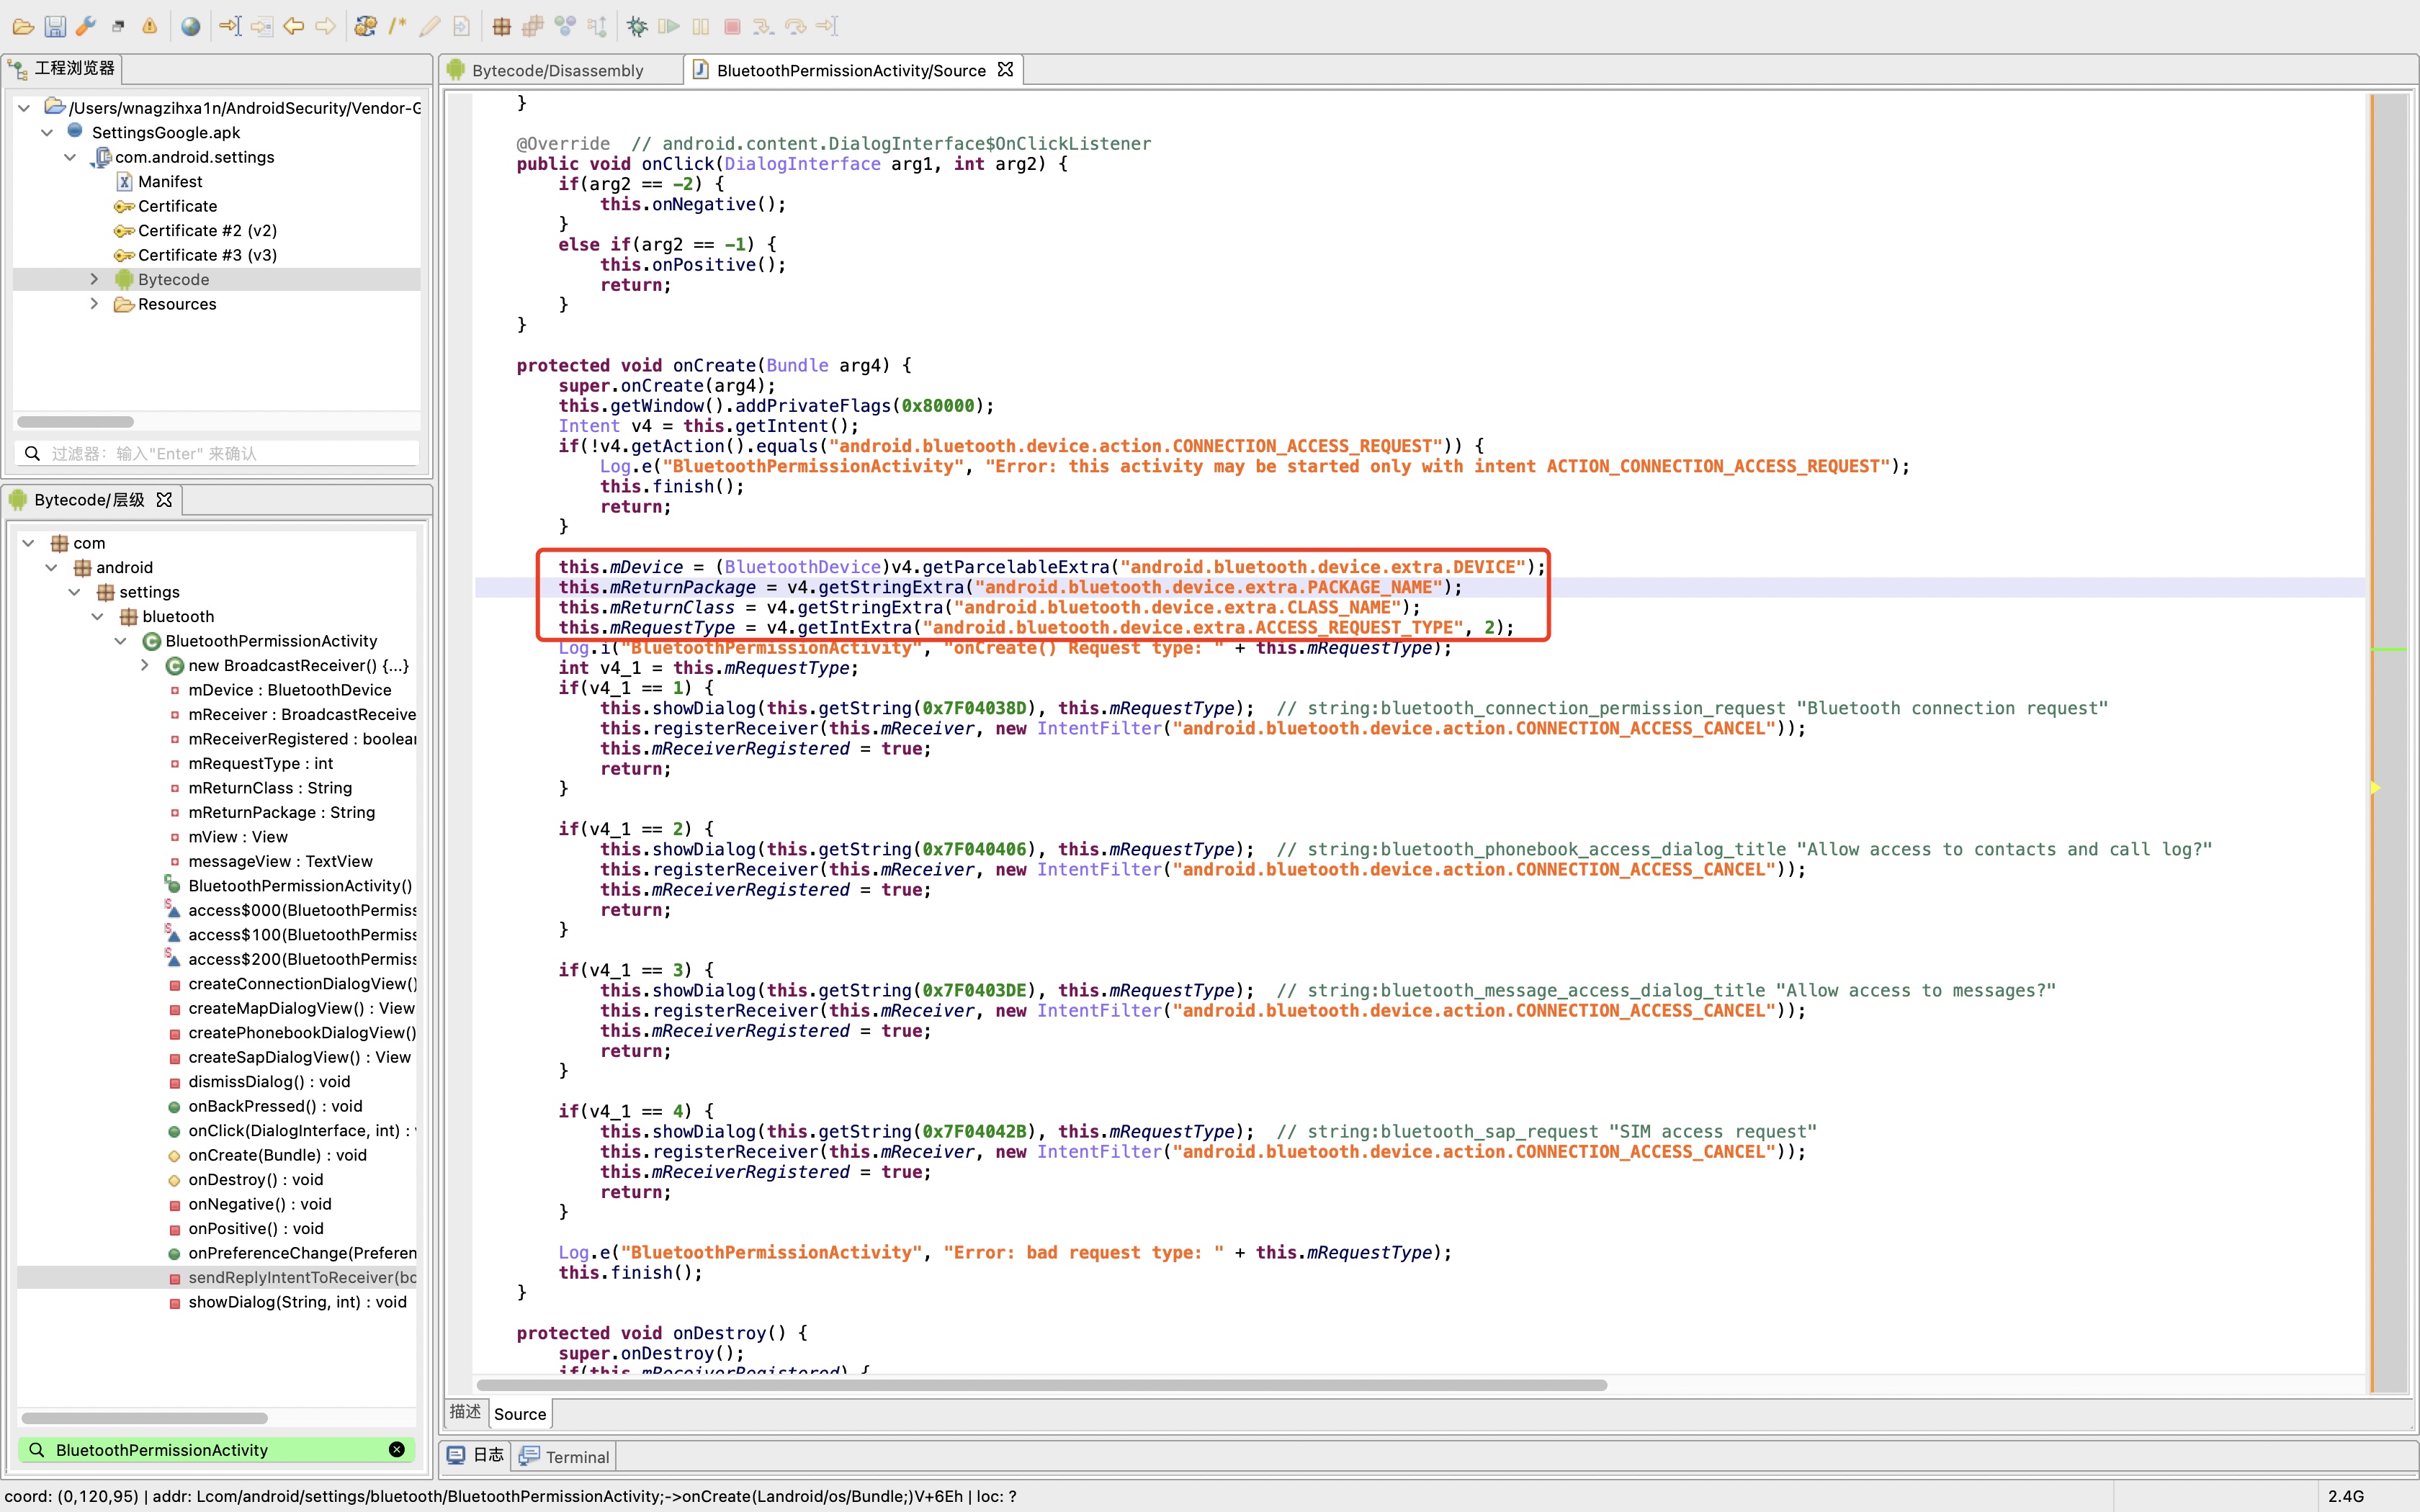 工程浏览器
/Users/wnagzihxa1n/AndroidSecurity/Vendor-G
SettingsGoogle.apk
com.android.settings
Manifest
Certificate
Certificate #2 (v2)
Certificate #3 (v3)
Bytecode
Resources
过滤器：输入"Enter" 来确认
Bytecode/层级
com
android
settings
bluetooth
BluetoothPermissionActivity
new BroadcastReceiver() {...}
mDevice : BluetoothDevice
mReceiver : BroadcastReceive
mReceiverRegistered : boolear
mRequestType : int
mReturnClass : String
mReturnPackage : String
mView : View
messageView : TextView
BluetoothPermissionActivity()
access$000(BluetoothPermiss
access$100(BluetoothPermiss
access$200(BluetoothPermiss
createConnectionDialogView()
createMapDialogView() : View
createPhonebookDialogView()
createSapDialogView() : View
dismissDialog() : void
onBackPressed() : void
onClick(DialogInterface, int) :
onCreate(Bundle) : void
onDestroy() : void
onNegative() : void
onPositive() : void
onPreferenceChange(Preferen
sendReplyIntentToReceiver(bo
showDialog(String, int) : void
BluetoothPermissionActivity
Bytecode/Disassembly
BluetoothPermissionActivity/Source
}
@Override  // android.content.DialogInterface$OnClickListener
public void onClick(DialogInterface arg1, int arg2) {
if(arg2 == -2) {
this.onNegative();
}
else if(arg2 == -1) {
this.onPositive();
return;
}
}
protected void onCreate(Bundle arg4) {
super.onCreate(arg4);
this.getWindow().addPrivateFlags(0x80000);
Intent v4 = this.getIntent();
if(!v4.getAction().equals("android.bluetooth.device.action.CONNECTION_ACCESS_REQUEST")) {
Log.e("BluetoothPermissionActivity", "Error: this activity may be started only with intent ACTION_CONNECTION_ACCESS_REQUEST");
this.finish();
return;
}
this.mDevice = (BluetoothDevice)v4.getParcelableExtra("android.bluetooth.device.extra.DEVICE");
this.mReturnPackage = v4.getStringExtra("android.bluetooth.device.extra.PACKAGE_NAME");
this.mReturnClass = v4.getStringExtra("android.bluetooth.device.extra.CLASS_NAME");
this.mRequestType = v4.getIntExtra("android.bluetooth.device.extra.ACCESS_REQUEST_TYPE", 2);
Log.i("BluetoothPermissionActivity", "onCreate() Request type: " + this.mRequestType);
int v4_1 = this.mRequestType;
if(v4_1 == 1) {
this.showDialog(this.getString(0x7F04038D), this.mRequestType);  // string:bluetooth_connection_permission_request "Bluetooth connection request"
this.registerReceiver(this.mReceiver, new IntentFilter("android.bluetooth.device.action.CONNECTION_ACCESS_CANCEL"));
this.mReceiverRegistered = true;
return;
}
if(v4_1 == 2) {
this.showDialog(this.getString(0x7F040406), this.mRequestType);  // string:bluetooth_phonebook_access_dialog_title "Allow access to contacts and call log?"
this.registerReceiver(this.mReceiver, new IntentFilter("android.bluetooth.device.action.CONNECTION_ACCESS_CANCEL"));
this.mReceiverRegistered = true;
return;
}
if(v4_1 == 3) {
this.showDialog(this.getString(0x7F0403DE), this.mRequestType);  // string:bluetooth_message_access_dialog_title "Allow access to messages?"
this.registerReceiver(this.mReceiver, new IntentFilter("android.bluetooth.device.action.CONNECTION_ACCESS_CANCEL"));
this.mReceiverRegistered = true;
return;
}
if(v4_1 == 4) {
this.showDialog(this.getString(0x7F04042B), this.mRequestType);  // string:bluetooth_sap_request "SIM access request"
this.registerReceiver(this.mReceiver, new IntentFilter("android.bluetooth.device.action.CONNECTION_ACCESS_CANCEL"));
this.mReceiverRegistered = true;
return;
}
Log.e("BluetoothPermissionActivity", "Error: bad request type: " + this.mRequestType);
this.finish();
}
protected void onDestroy() {
super.onDestroy();
if(this.mReceiverRegistered) {
描述
Source
日志
Terminal
coord: (0,120,95) | addr: Lcom/android/settings/bluetooth/BluetoothPermissionActivity;->onCreate(Landroid/os/Bundle;)V+6Eh | loc: ?
2.4G